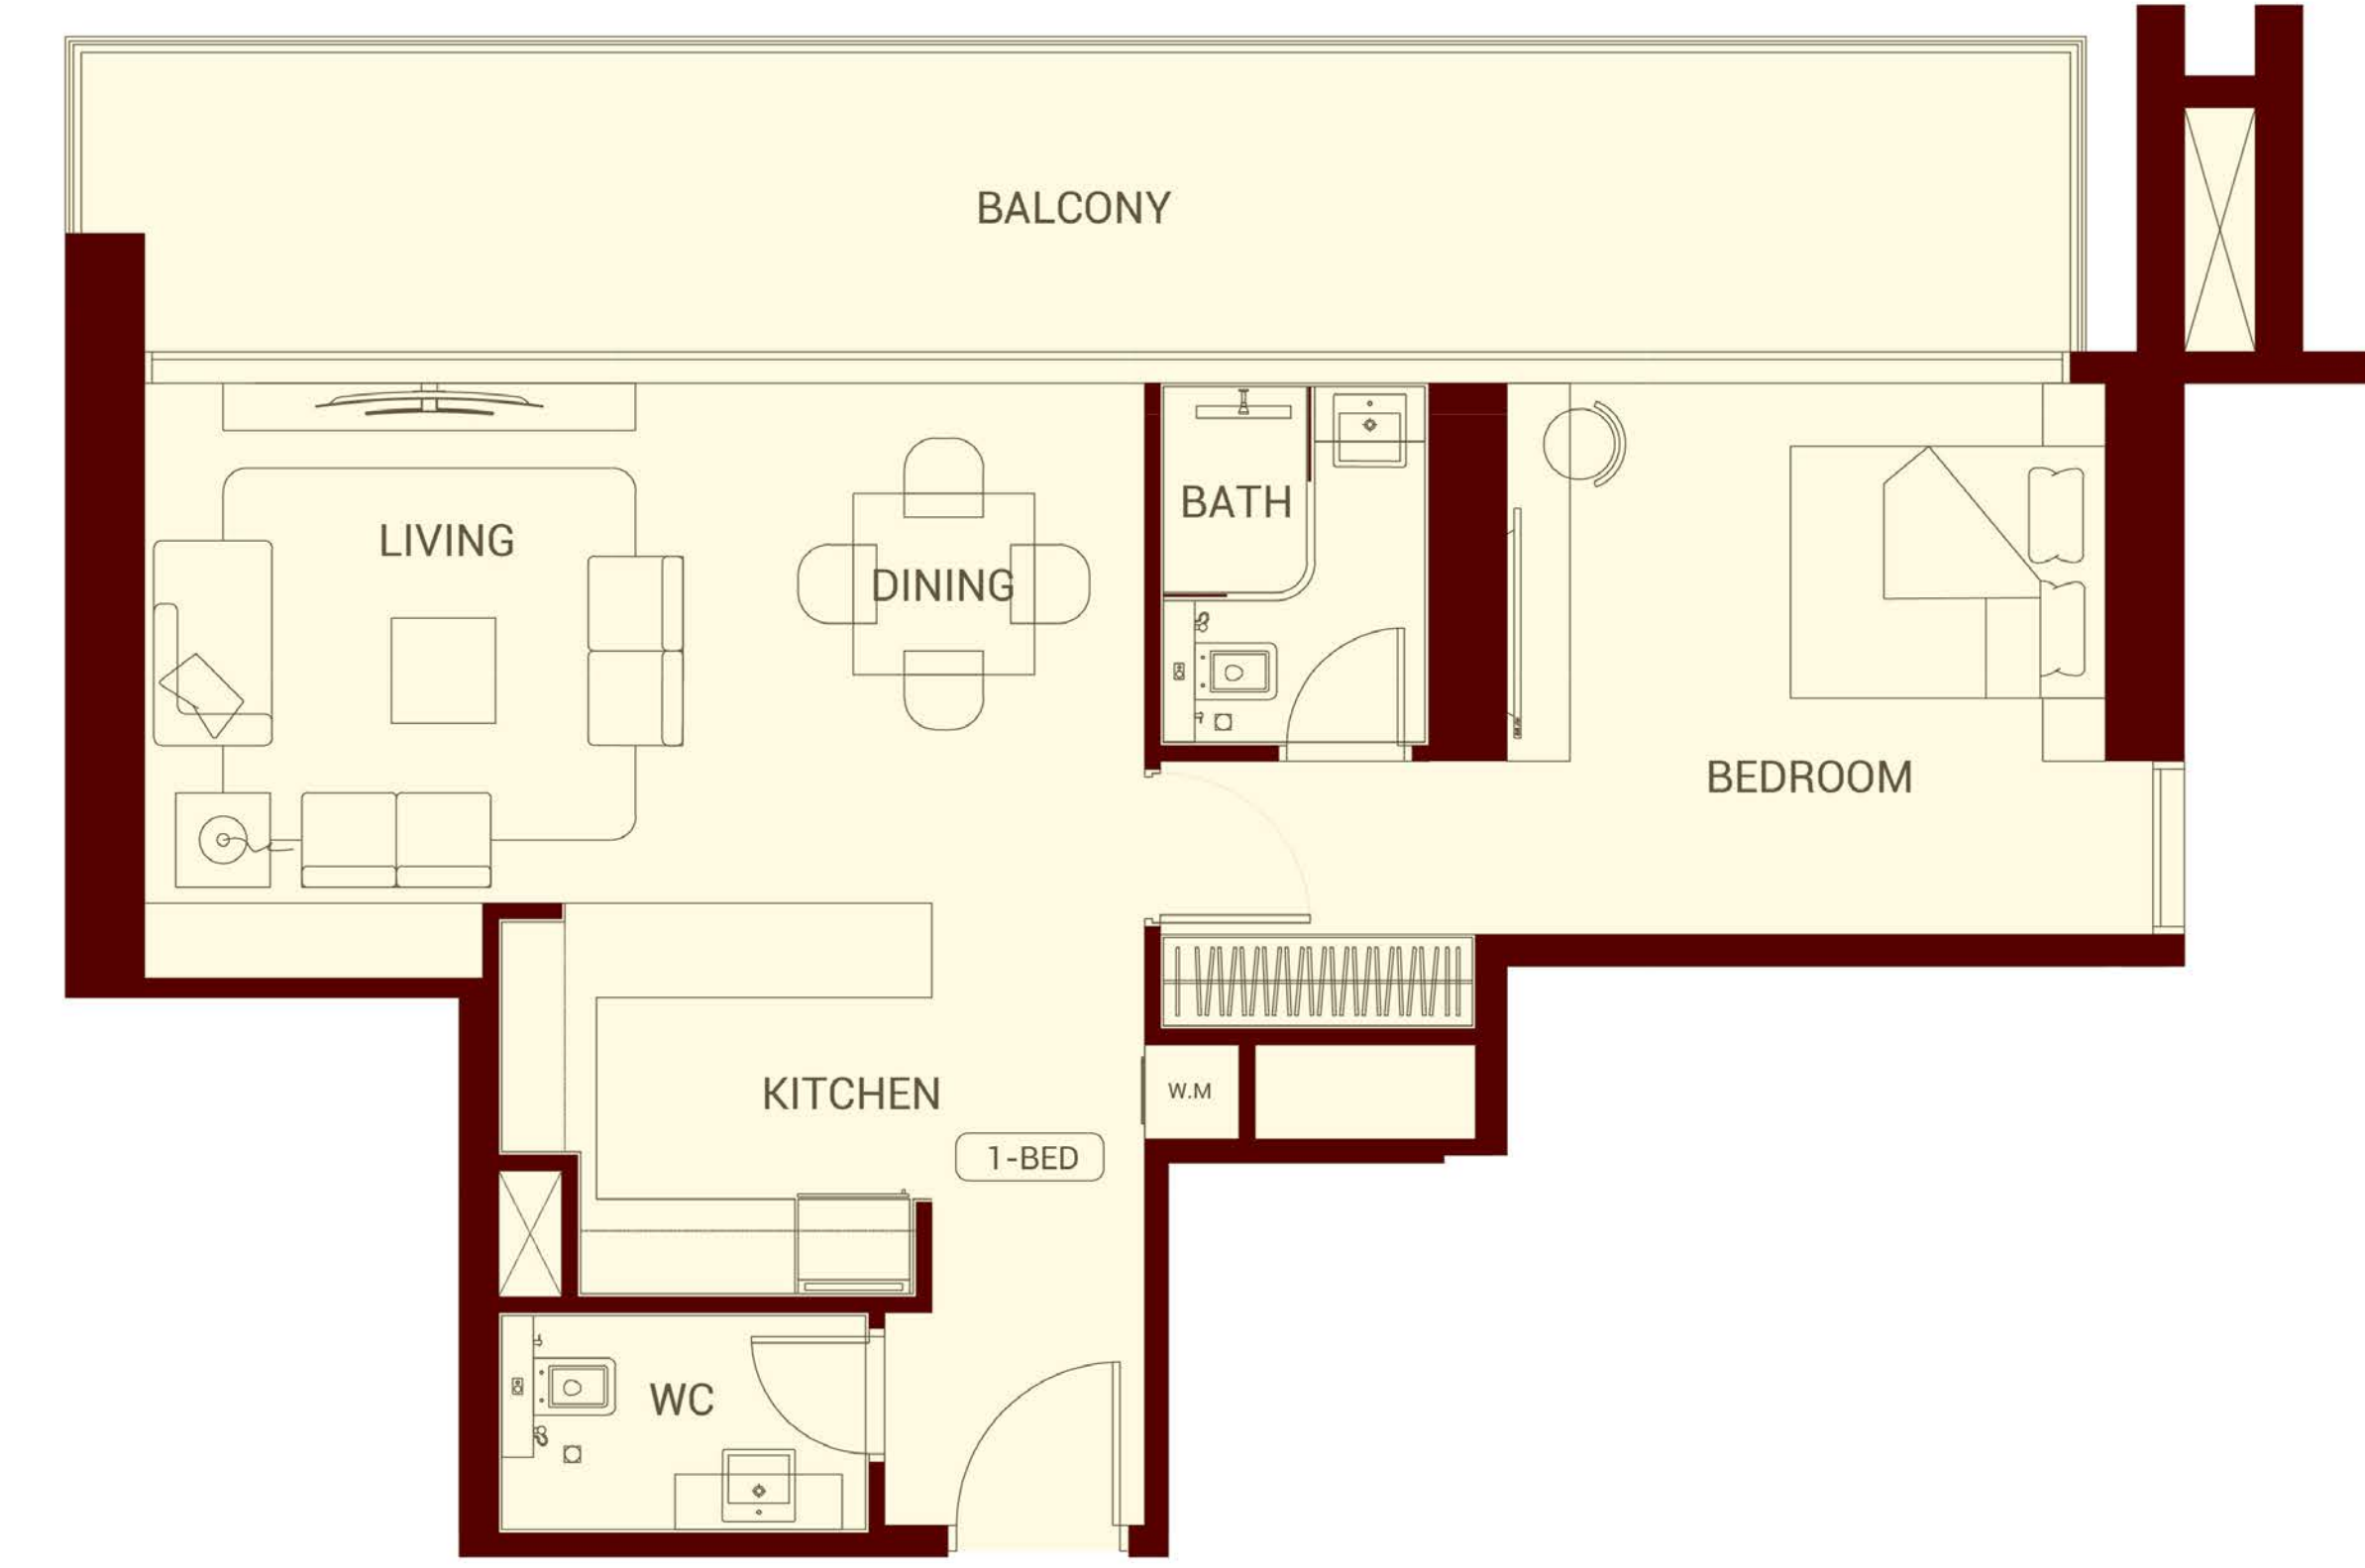 BALCONY
LIVING
DINING
BATH
BEDROOM
KITCHEN
W.M
1-BED
WC